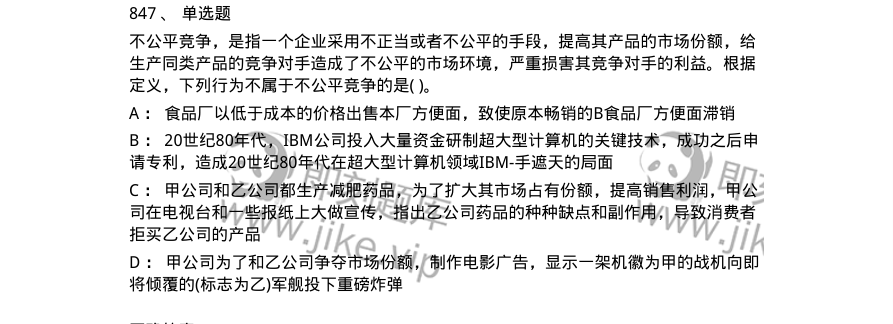 847 、 单选题
不公平竞争，是指一个企业采用不正当或者不公平的手段，提高其产品的市场份额，给
生产同类产品的竞争对手造成了不公平的市场环境，严重损害其竞争对手的利益。根据
定义，下列行为不属于不公平竞争的是( )。
A： 食品厂以低于成本的价格出售本厂方便面，致使原本畅销的B食品厂方便面滞销
B： 20世纪80年代，IBM公司投入大量资金研制超大型计算机的关键技术，成功之后申
请专利，造成20世纪80年代在超大型计算机领域IBM-手遮天的局面
C： 甲公司和乙公司都生产减肥药品，为了扩大其市场占有份额，提高销售利润，甲公
司在电视台和一些报纸上大做宣传，指出乙公司药品的种种缺点和副作用，导致消费者
拒买乙公司的产品
D： 甲公司为了和乙公司争夺市场份额，制作电影广告，显示一架机徽为甲的战机向即
将倾覆的(标志为乙)军舰投下重磅炸弹
即刻题库
www.jike.vip
即刻
www.ji